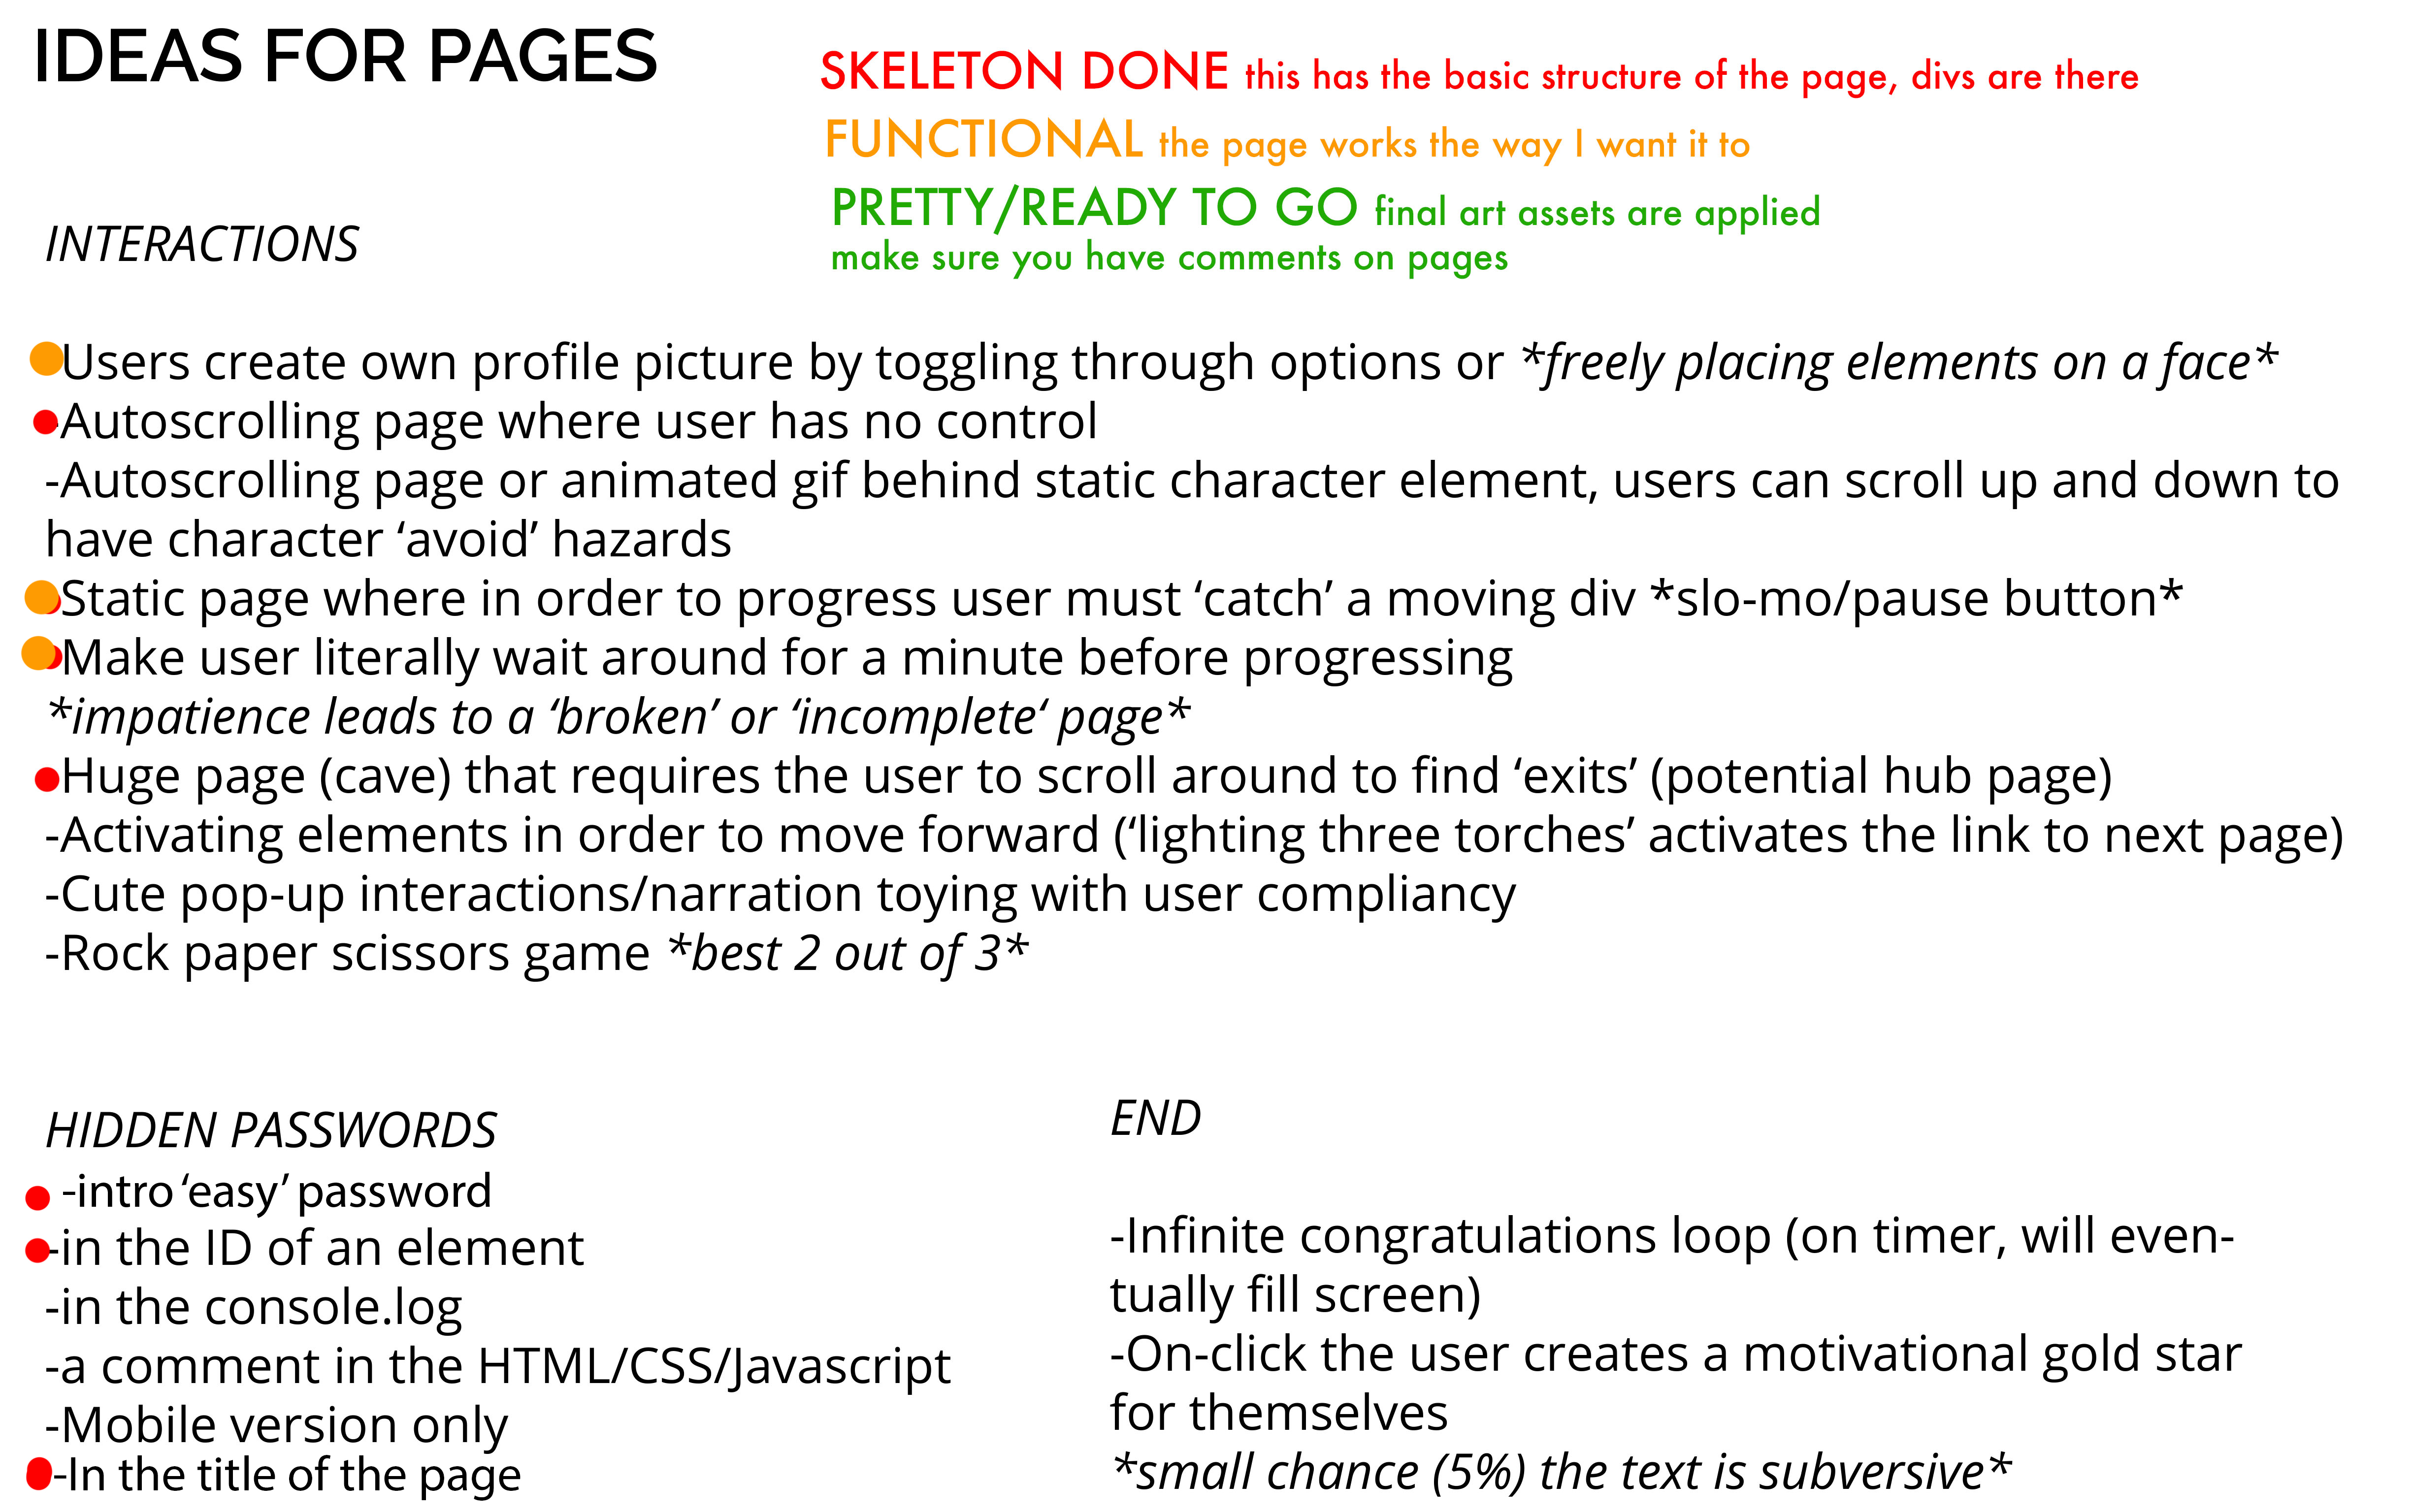 IDEAS FOR PAGES
SKELETON DONE this has the basic structure of the page, divs are there
FUNCTIONAL the page works the way I want it to
PRETTY/READY TO GO final art assets are applied
make sure you have comments on pages
INTERACTIONS
Users create own profile picture by toggling through options or *freely placing elements on a face*
-Autoscrolling page where user has no control
-Autoscrolling page or animated gif behind static character element, users can scroll up and down to
have character ‘avoid’ hazards
Static page where in order to progress user must ‘catch’ a moving div *slo-mo/pause button*
Make user literally wait around for a minute before progressing
*impatience leads to a ‘broken’ or ‘incomplete‘ page*
Huge page (cave) that requires the user to scroll around to find ‘exits’ (potential hub page)
-Activating elements in order to move forward (‘lighting three torches’ activates the link to next page)
-Cute pop-up interactions/narration toying with user compliancy
-Rock paper scissors game *best 2 out of 3*
HIDDEN PASSWORDS
-intro ‘easy’ password
-in the ID of an element
-in the console.log
-a comment in the HTML/CSS/Javascript
-Mobile version only
-In the title of the page
END
-Infinite congratulations loop (on timer, will even-
tually fill screen)
-On-click the user creates a motivational gold star
for themselves
*small chance (5%) the text is subversive*